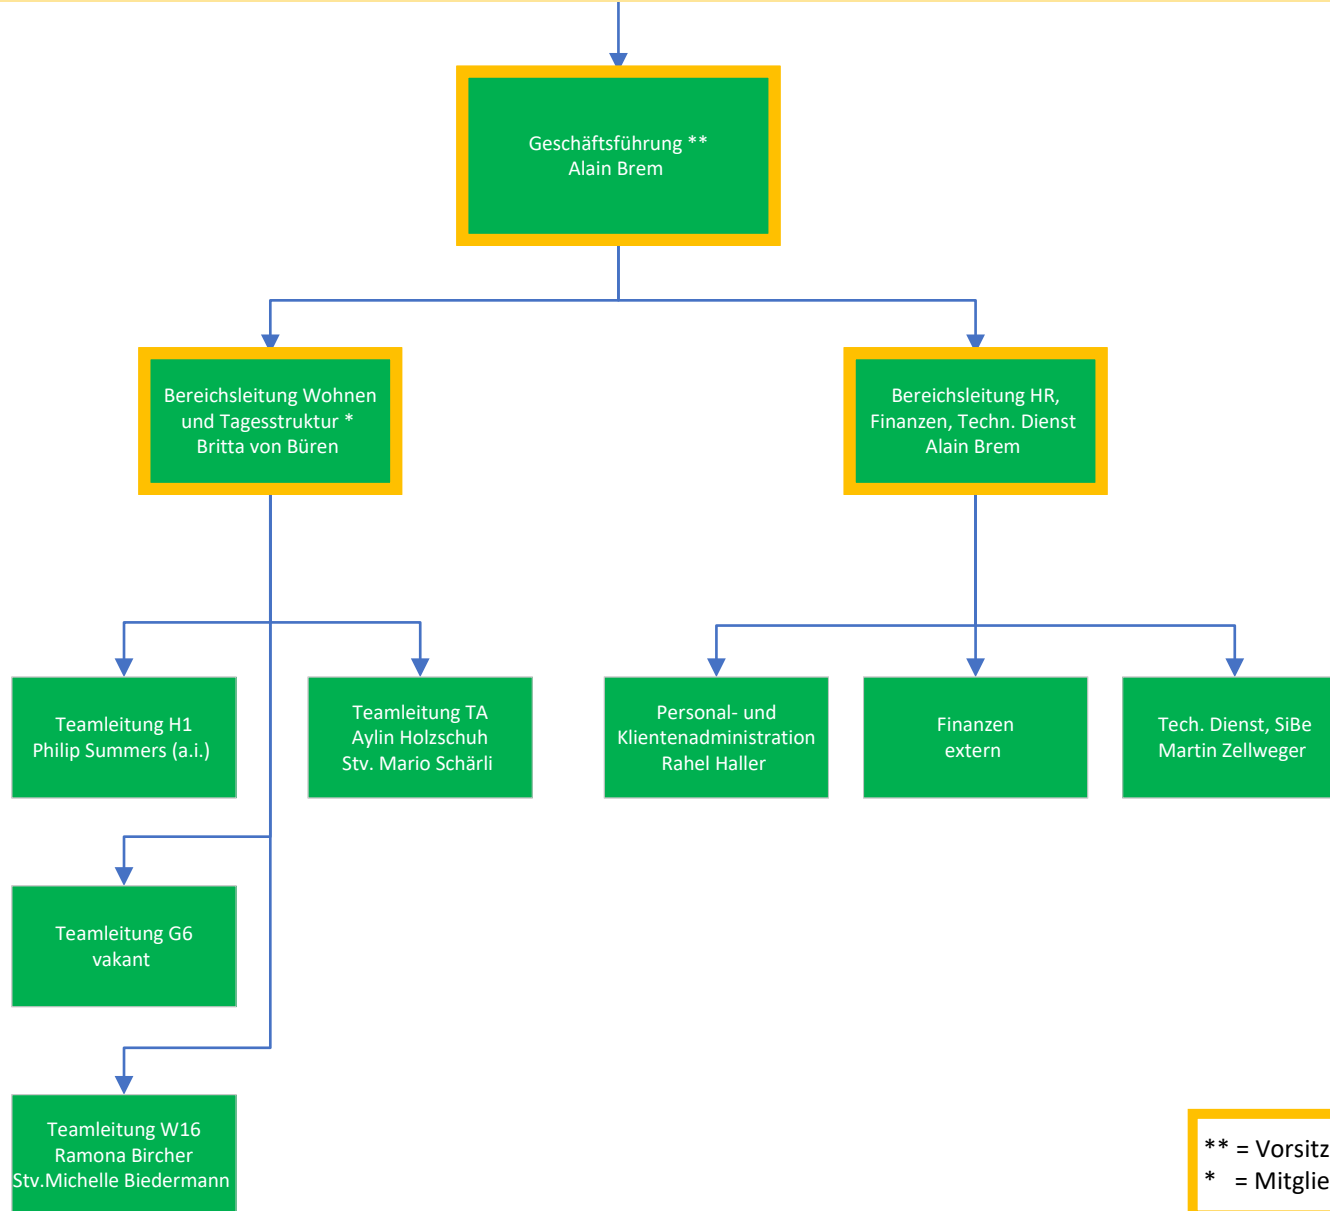 Geschäftsführung **
Alain Brem
Bereichsleitung Wohnen
und Tagesstruktur *
Britta von Büren
Bereichsleitung HR,
Finanzen, Techn. Dienst
Alain Brem
Teamleitung H1
Philip Summers (a.i.)
Teamleitung TA
Aylin Holzschuh
Stv. Mario Schärli
Personal- und
Klientenadministration
Rahel Haller
Finanzen
extern
Tech. Dienst, SiBe
Martin Zellweger
Teamleitung G6
vakant
Teamleitung W16
Ramona Bircher
Stv.Michelle Biedermann
** = Vorsitz
* = Mitglie